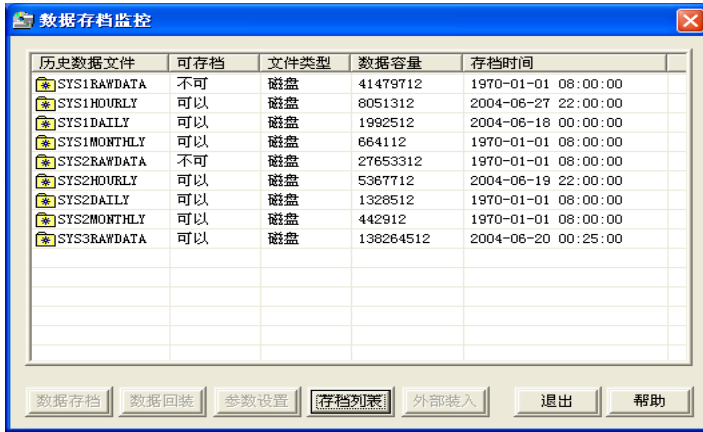 数据存档监控
历史数据文件 可存档 文件类型 数据容量 存档时间
SYS1RAWDATA 不可 磁盘 41479712 1970-01-01 08:00:00
SYS1HOURLY 可以 磁盘 8051312 2004-06-27 22:00:00
SYS1DAILY 可以 磁盘 1992512 2004-06-18 00:00:00
SYS1MONTHLY 可以 磁盘 664112 1970-01-01 08:00:00
SYS2RAWDATA 不可 磁盘 27653312 1970-01-01 08:00:00
SYS2HOURLY 可以 磁盘 5367712 2004-06-19 22:00:00
SYS2DAILY 可以 磁盘 1328512 1970-01-01 08:00:00
SYS2MONTHLY 可以 磁盘 442912 1970-01-01 08:00:00
SYS3RAWDATA 可以 磁盘 138264512 2004-06-20 00:25:00
数据存档 数据回装 参数设置 存档列表 外部装入 退出 帮助